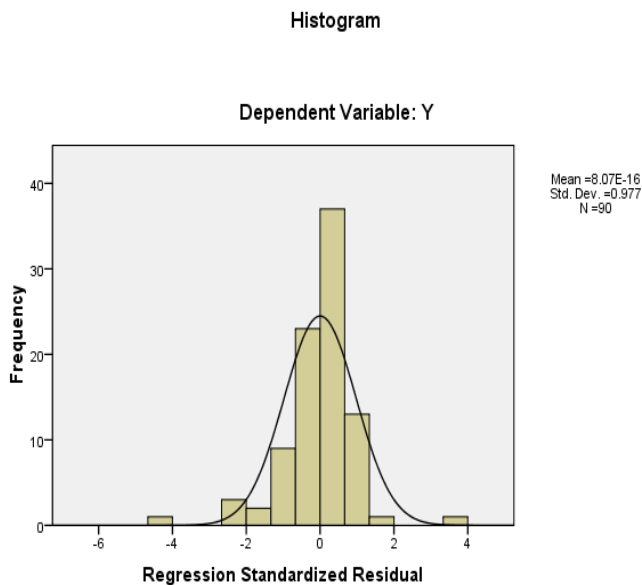 Histogram
Dependent Variable: Y
Mean =8.07E-16
Std. Dev. =0.977
N =90
40
30
20
10
0
Frequency
-6 -4 -2 0 2 4
Regression Standardized Residual